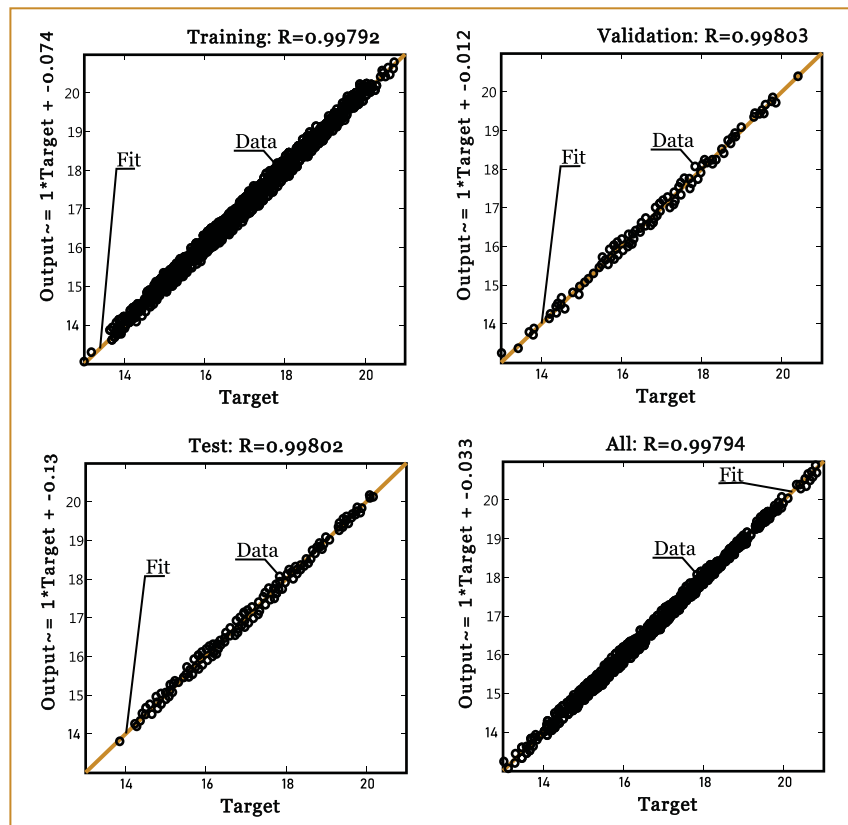 Training: R=0.99792
Output~= 1*Target + -0.074
20
19
18
17
16
15
14
Fit
Data
14
16
18
20
Target
Validation: R=0.99803
Output~= 1*Target + -0.012
20
19
18
17
16
15
14
Fit
Data
14
16
18
20
Target
Test: R=0.99802
Output~= 1*Target + -0.13
20
19
18
17
16
15
14
Fit
Data
14
16
18
20
Target
All: R=0.99794
Output~= 1*Target + -0.033
20
19
18
17
16
15
14
Fit
Data
14
16
18
20
Target